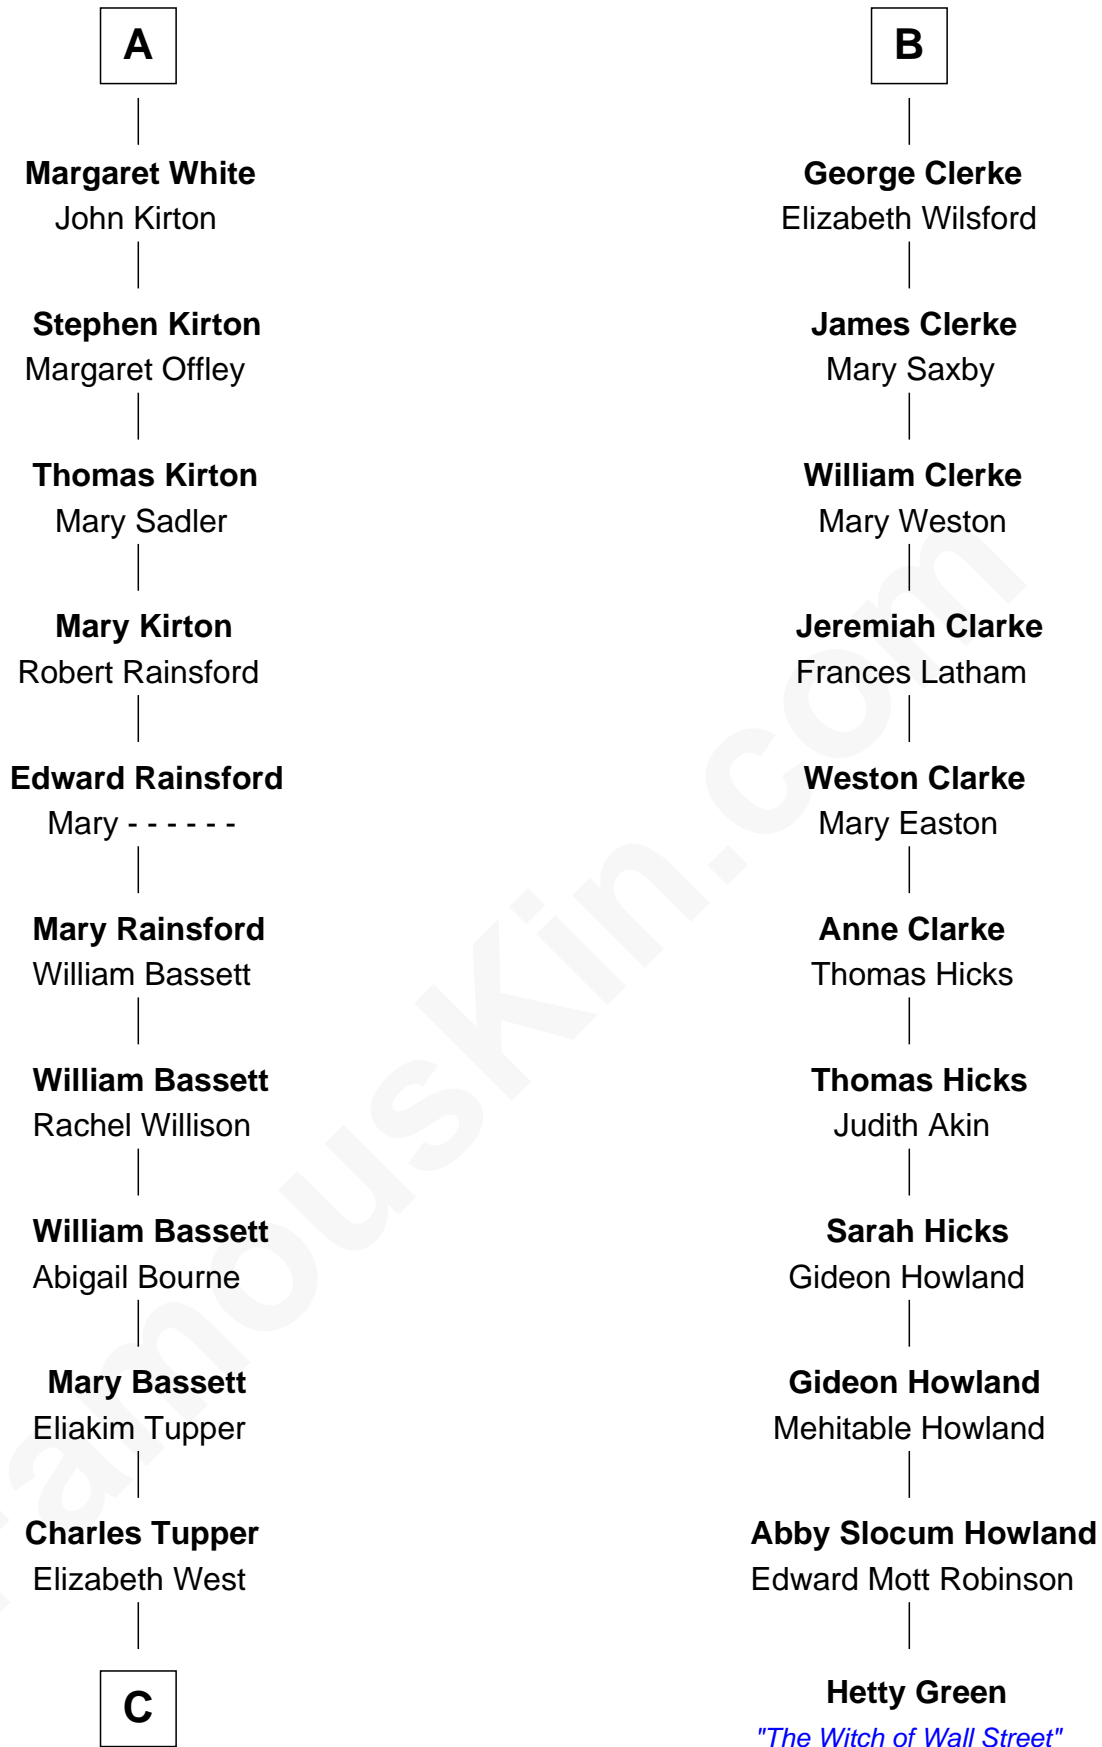 A
Margaret White
John Kirton
Stephen Kirton
Margaret Offley
Thomas Kirton
Mary Sadler
Mary Kirton
Robert Rainsford
Edward Rainsford
Mary - - - - - -
Mary Rainsford
William Bassett
William Bassett
Rachel Willison
William Bassett
Abigail Bourne
Mary Bassett
Eliakim Tupper
Charles Tupper
Elizabeth West
C
B
George Clerke
Elizabeth Wilsford
James Clerke
Mary Saxby
William Clerke
Mary Weston
Jeremiah Clarke
Frances Latham
Weston Clarke
Mary Easton
Anne Clarke
Thomas Hicks
Thomas Hicks
Judith Akin
Sarah Hicks
Gideon Howland
Gideon Howland
Mehitable Howland
Abby Slocum Howland
Edward Mott Robinson
Hetty Green
"The Witch of Wall Street"
FamousKin.com